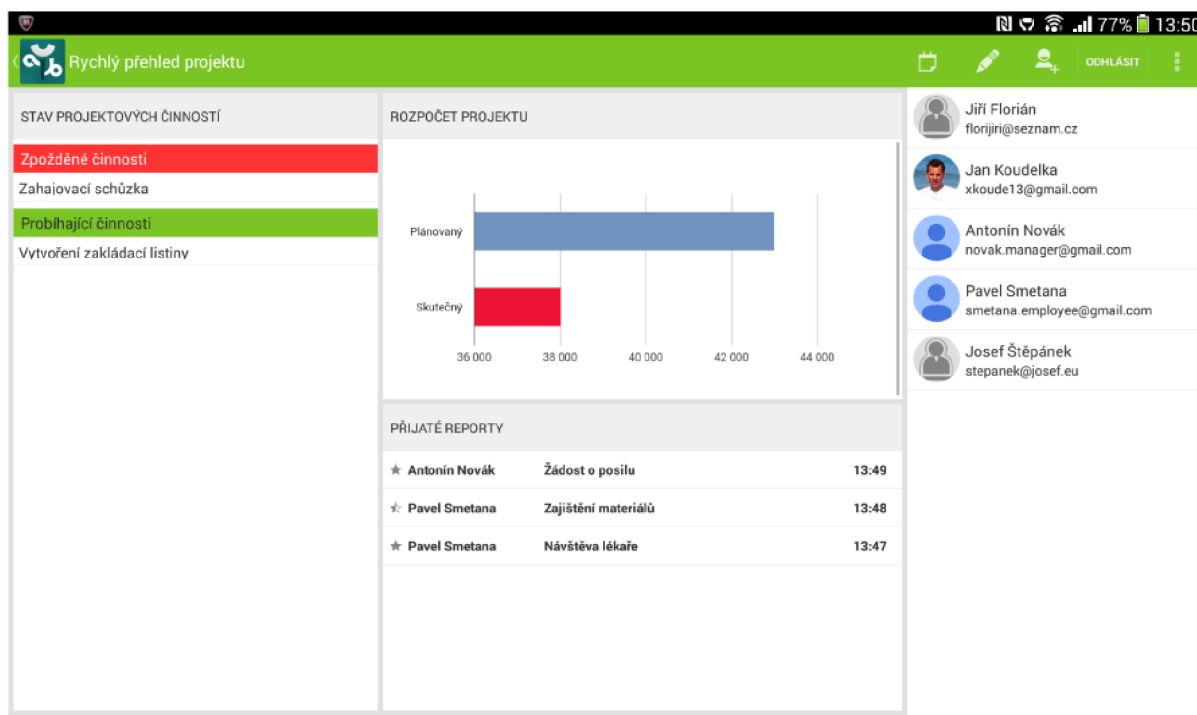 77% 13:50
Rychlý přehled projektu
ODHLÁSIT
STAV PROJEKTOVÝCH ČINNOSTÍ
Zpožděné činnosti
Zahajovací schůzka
Probíhající činnosti
Vytvoření zakládací listiny
ROZPOČET PROJEKTU
Plánovaný
Skutečný
36 000 38 000 40 000 42 000 44 000
PŘIJATÉ REPORTY
Antonín Novák Žádost o posilu 13:49
Pavel Smetana Zajištění materiálů 13:48
Pavel Smetana Návštěva lékaře 13:47
Jiří Florián
florijiri@seznam.cz
Jan Koudelka
xkoude13@gmail.com
Antonín Novák
novak.manager@gmail.com
Pavel Smetana
smetana.employee@gmail.com
Josef Štěpánek
stepanek@josef.eu